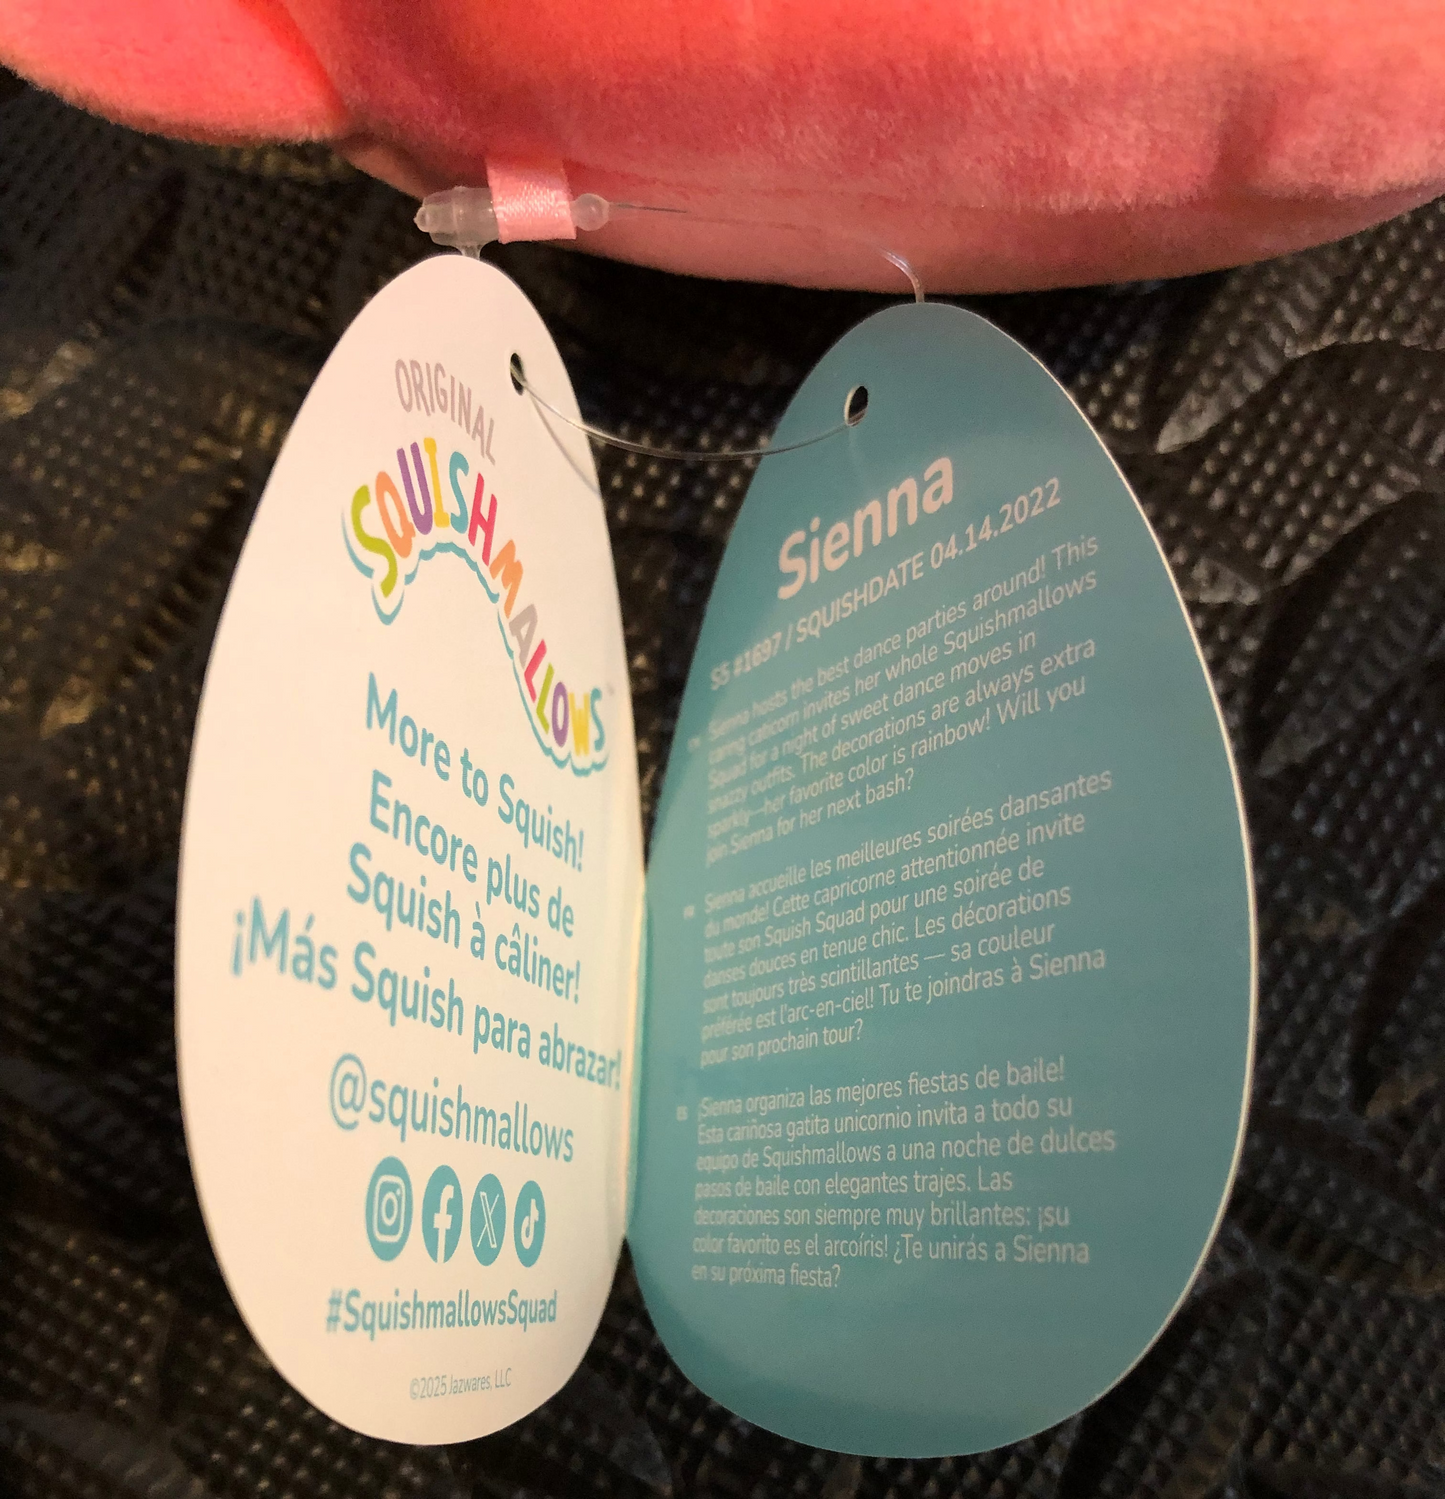 ORIGINAL
SQUISHMALLOWS
More to Squish!
Encore plus de
Squish à câliner!
¡Más Squish para abrazar!
@squishmallows
#SquishmallowsSquad
©2025 Jazwares, LLC
Sienna
S5 #1697 / SQUISHDATE 04.14.2022
EN
Sienna hosts the best dance parties around! This
caring caticorn invites her whole Squishmallows
Squad for a night of sweet dance moves in
snazzy outfits. The decorations are always extra
sparkly—her favorite color is rainbow! Will you
join Sienna for her next bash?
FR
Sienna accueille les meilleures soirées dansantes
du monde! Cette capricorne attentionnée invite
toute son Squish Squad pour une soirée de
danses douces en tenue chic. Les décorations
sont toujours très scintillantes — sa couleur
préférée est l'arc-en-ciel! Tu te joindras à Sienna
pour son prochain tour?
ES
¡Sienna organiza las mejores fiestas de baile!
Esta cariñosa gatita unicornio invita a todo su
equipo de Squishmallows a una noche de dulces
pasos de baile con elegantes trajes. Las
decoraciones son siempre muy brillantes: ¡su
color favorito es el arcoíris! ¿Te unirás a Sienna
en su próxima fiesta?